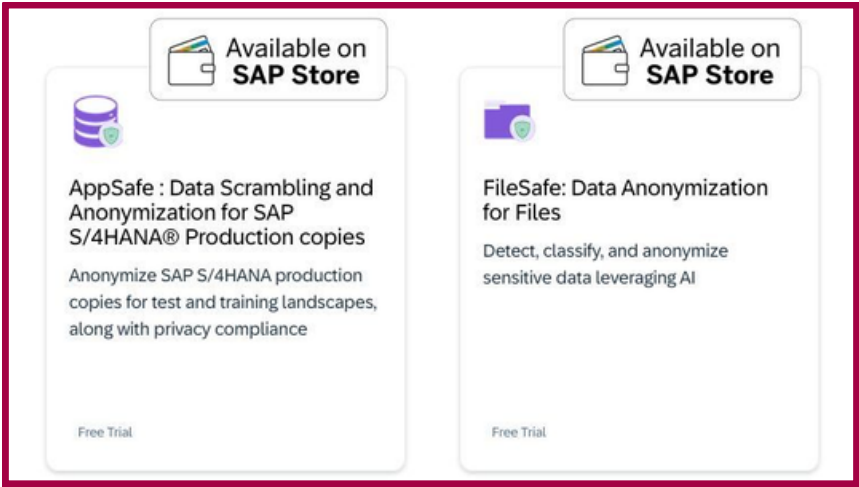 Available on
SAP Store
AppSafe : Data Scrambling and
Anonymization for SAP
S/4HANA® Production copies
Anonymize SAP S/4HANA production
copies for test and training landscapes,
along with privacy compliance
Free Trial
Available on
SAP Store
FileSafe: Data Anonymization
for Files
Detect, classify, and anonymize
sensitive data leveraging AI
Free Trial